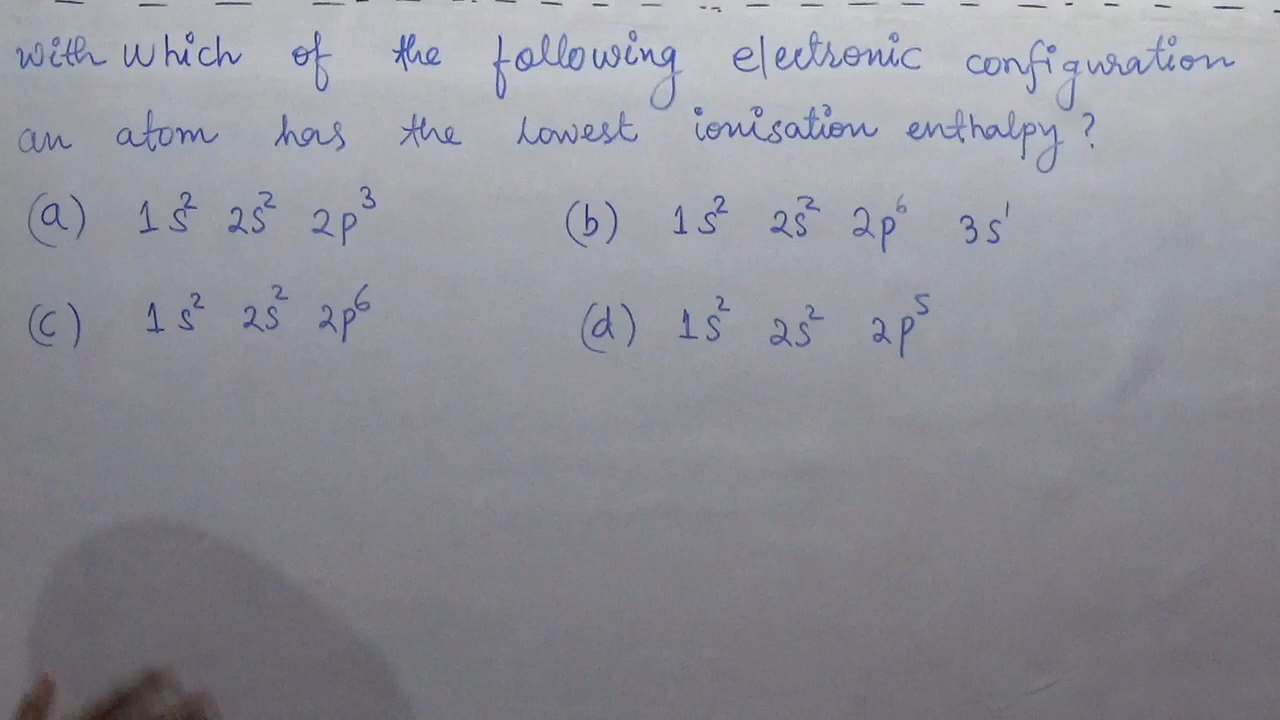 with which of the following electronic configuration
an atom has the lowest ionisation enthalpy?
(a) 1s² 2s² 2p³ (b) 1s² 2s² 2p⁶ 3s¹
(c) 1s² 2s² 2p⁶ (d) 1s² 2s² 2p⁵